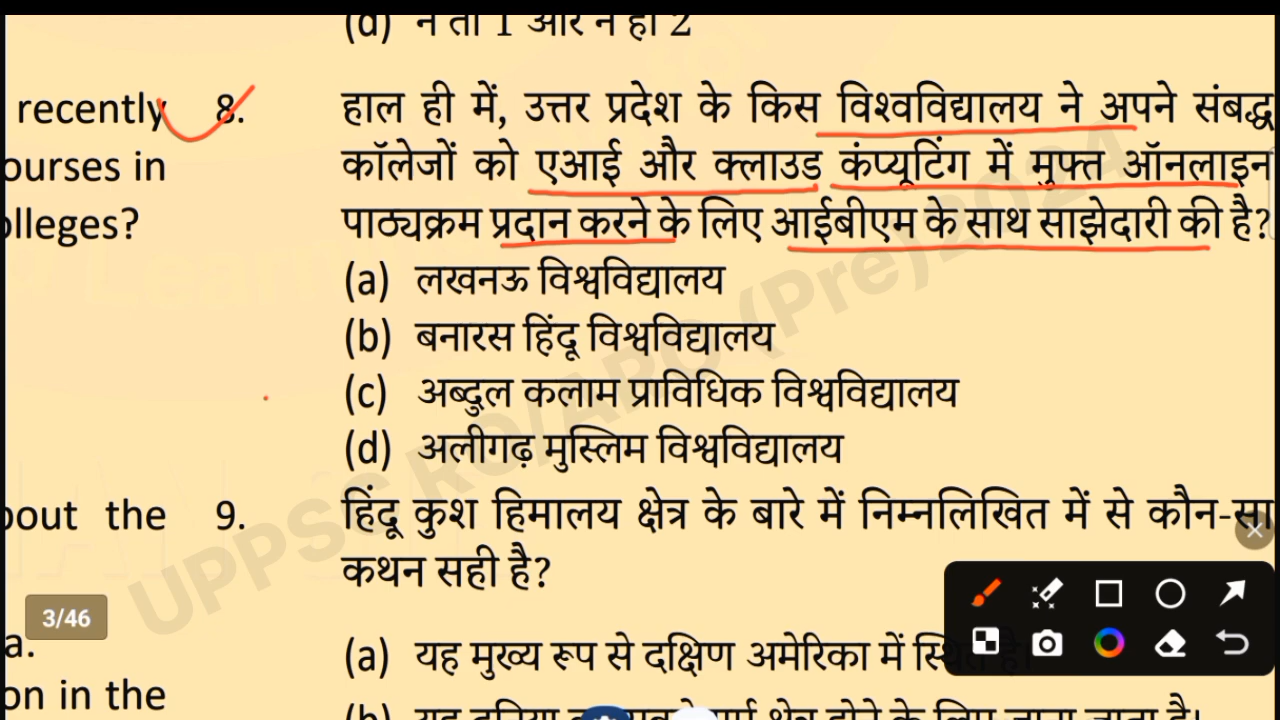 (d) न तो 1 और न ही 2
recently
ourses in
olleges?
8. हाल ही में, उत्तर प्रदेश के किस विश्वविद्यालय ने अपने संबद्ध
कॉलेजों को एआई और क्लाउड कंप्यूटिंग में मुफ्त ऑनलाइन
पाठ्यक्रम प्रदान करने के लिए आईबीएम के साथ साझेदारी की है?
(a) लखनऊ विश्वविद्यालय
(b) बनारस हिंदू विश्वविद्यालय
(c) अब्दुल कलाम प्राविधिक विश्वविद्यालय
(d) अलीगढ़ मुस्लिम विश्वविद्यालय
bout the
9. हिंदू कुश हिमालय क्षेत्र के बारे में निम्नलिखित में से कौन-सा
कथन सही है?
3/46
a.
on in the
(a) यह मुख्य रूप से दक्षिण अमेरिका में स्थित है।
(b) यह दुनिया क क्षेत्र होने के लिए जाना जाता है।
UPPSC RO/ARO (Pre) 2024